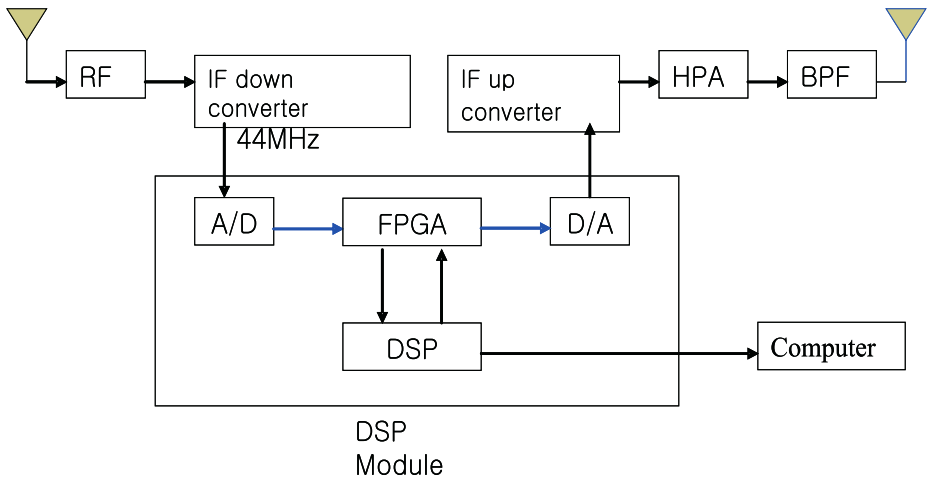 RF
IF down
converter
44MHz
IF up
converter
HPA
BPF
A/D
FPGA
D/A
DSP
Computer
DSP
Module